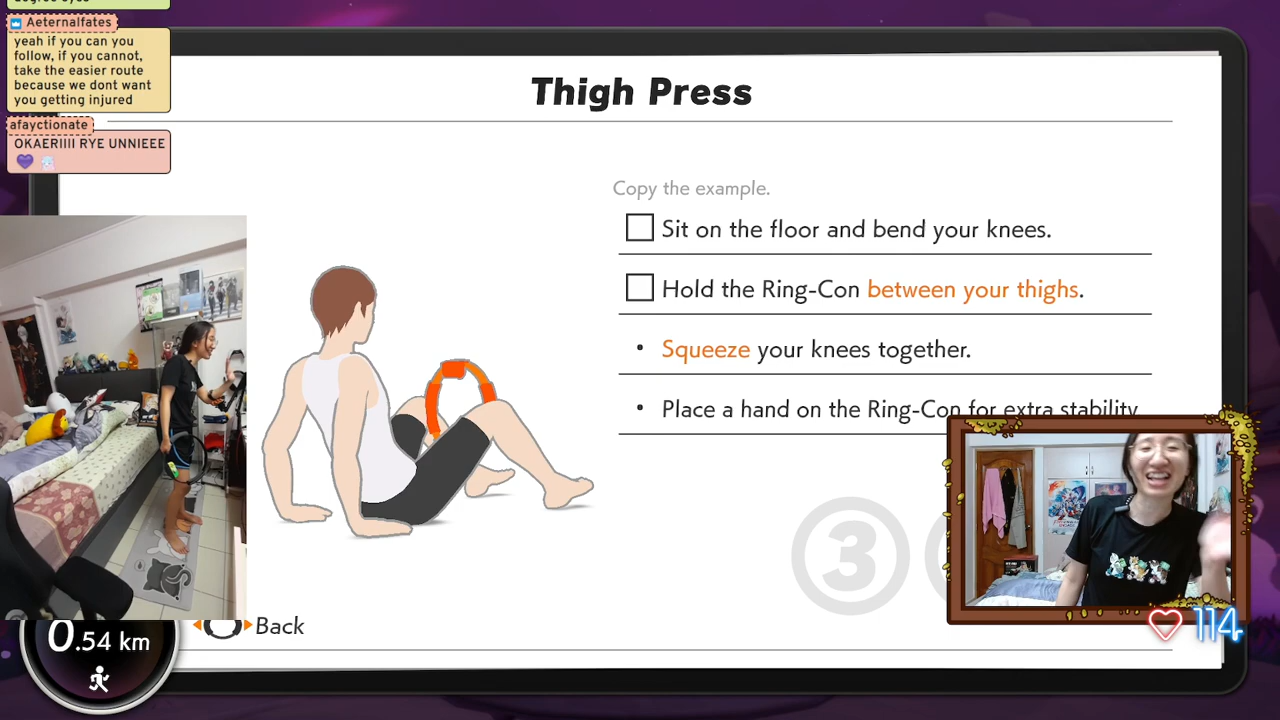 Aeternalfates
yeah if you can you
follow, if you cannot,
take the easier route
because we dont want
you getting injured
afayctionate
OKAERIIII RYE UNNIEEE
Thigh Press
Copy the example.
Sit on the floor and bend your knees.
Hold the Ring-Con between your thighs.
• Squeeze your knees together.
• Place a hand on the Ring-Con for extra stability
3
Back
0.54 km
114